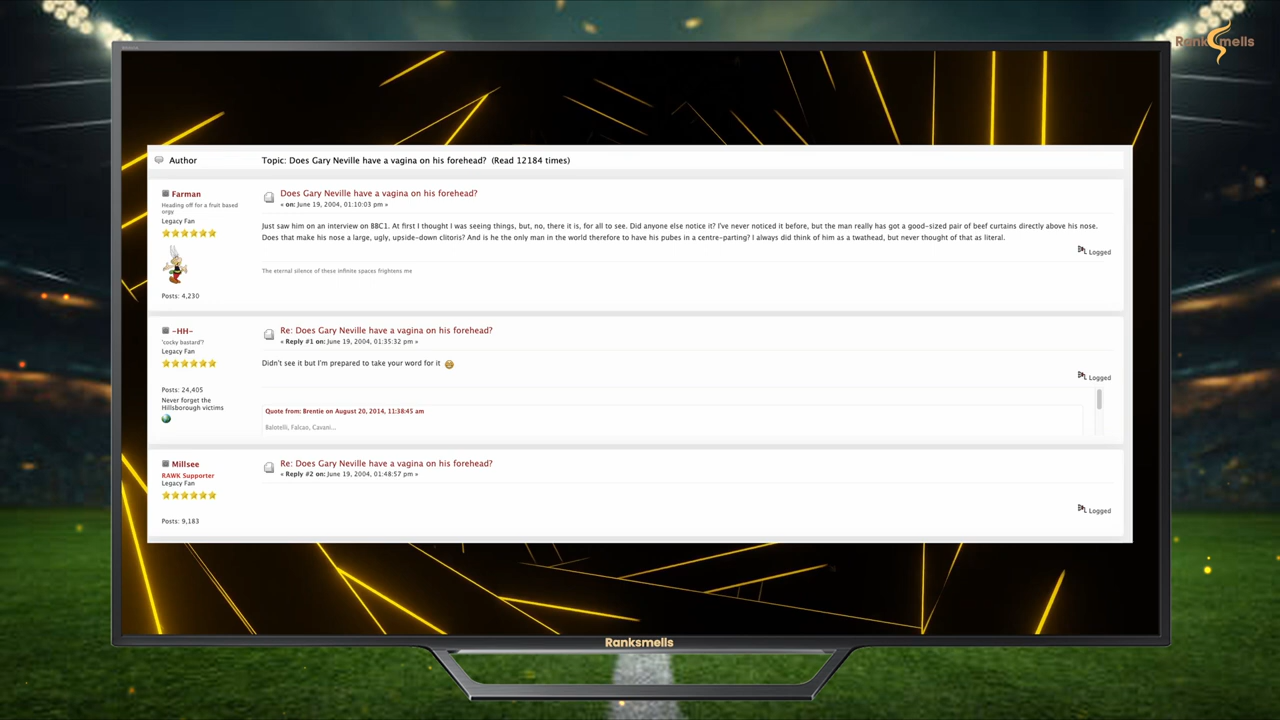 RankSmells
Author
Topic: Does Gary Neville have a vagina on his forehead? (Read 12184 times)
Farman
Heading off for a fruit based
orgy
Legacy Fan
Posts: 4,230
Does Gary Neville have a vagina on his forehead?
« on: June 19, 2004, 01:10:03 pm »
Just saw him on an interview on BBC1. At first I thought I was seeing things, but, no, there it is, for all to see. Did anyone else notice it? I've never noticed it before, but the man really has got a good-sized pair of beef curtains directly above his nose.
Does that make his nose a large, ugly, upside-down clitoris? And is he the only man in the world therefore to have his pubes in a centre-parting? I always did think of him as a twathead, but never thought of that as literal.
Logged
The eternal silence of these infinite spaces frightens me
-HH-
'cocky bastard'?
Legacy Fan
Posts: 24,405
Never forget the
Hillsborough victims
Re: Does Gary Neville have a vagina on his forehead?
« Reply #1 on: June 19, 2004, 01:35:32 pm »
Didn't see it but I'm prepared to take your word for it
Logged
Quote from: Brentie on August 20, 2014, 11:38:45 am
Balotelli, Falcan, Cavani...
Millsee
RAWK Supporter
Legacy Fan
Posts: 9,183
Re: Does Gary Neville have a vagina on his forehead?
« Reply #2 on: June 19, 2004, 01:48:57 pm »
Logged
Ranksmells